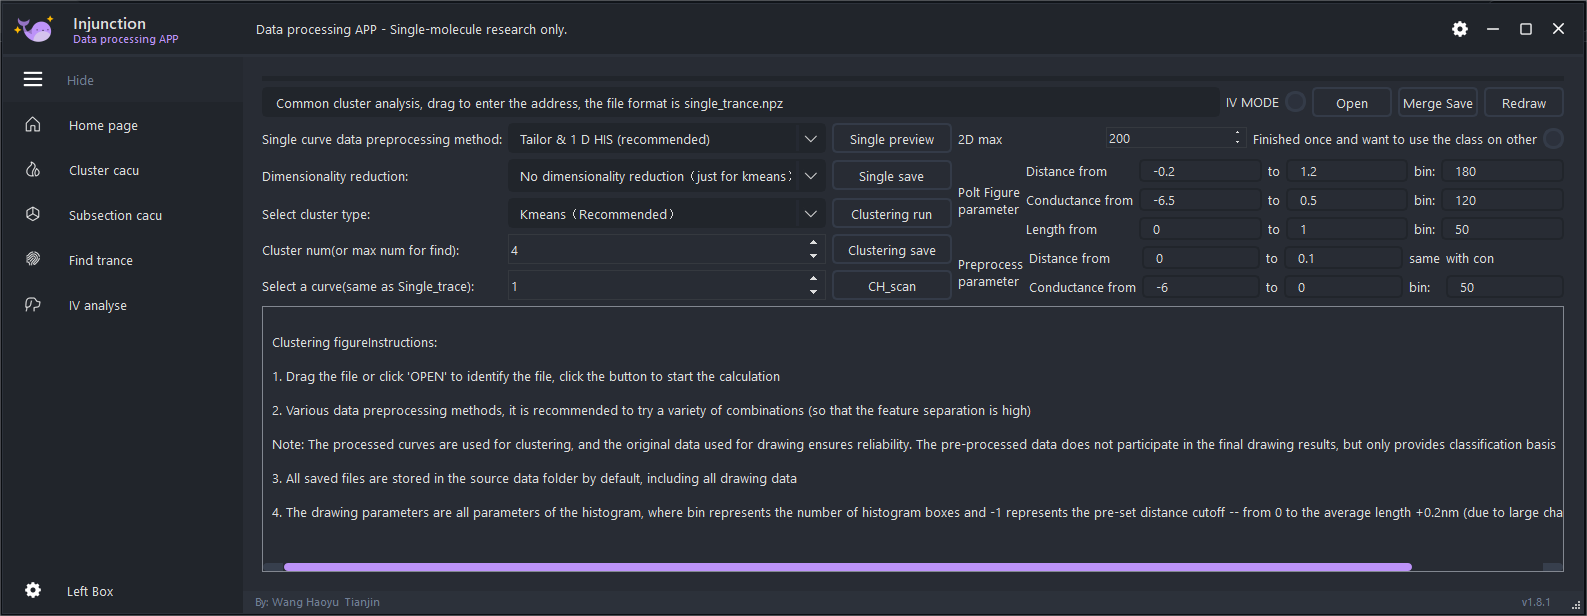 Injunction
Data processing APP
Data processing APP - Single-molecule research only.
Hide
Home page
Cluster cacu
Subsection cacu
Find trance
IV analyse
Left Box
Common cluster analysis, drag to enter the address, the file format is single_trance.npz
IV MODE
Open
Merge Save
Redraw
Single curve data preprocessing method:
Tailor & 1 D HIS (recommended)
Single preview
2D max
200
Finished once and want to use the class on other
Dimensionality reduction:
No dimensionality reduction（just for kmeans）
Single save
Select cluster type:
Kmeans（Recommended）
Clustering run
Cluster num(or max num for find):
4
Clustering save
Select a curve(same as Single_trace):
1
CH_scan
Polt Figure
parameter
Distance from -0.2 to 1.2 bin: 180
Conductance from -6.5 to 0.5 bin: 120
Length from 0 to 1 bin: 50
Preprocess
parameter
Distance from 0 to 0.1 same with con
Conductance from -6 to 0 bin: 50
Clustering figureInstructions:
1. Drag the file or click 'OPEN' to identify the file, click the button to start the calculation
2. Various data preprocessing methods, it is recommended to try a variety of combinations (so that the feature separation is high)
Note: The processed curves are used for clustering, and the original data used for drawing ensures reliability. The pre-processed data does not participate in the final drawing results, but only provides classification basis
3. All saved files are stored in the source data folder by default, including all drawing data
4. The drawing parameters are all parameters of the histogram, where bin represents the number of histogram boxes and -1 represents the pre-set distance cutoff -- from 0 to the average length +0.2nm (due to large cha
By: Wang Haoyu Tianjin
v1.8.1